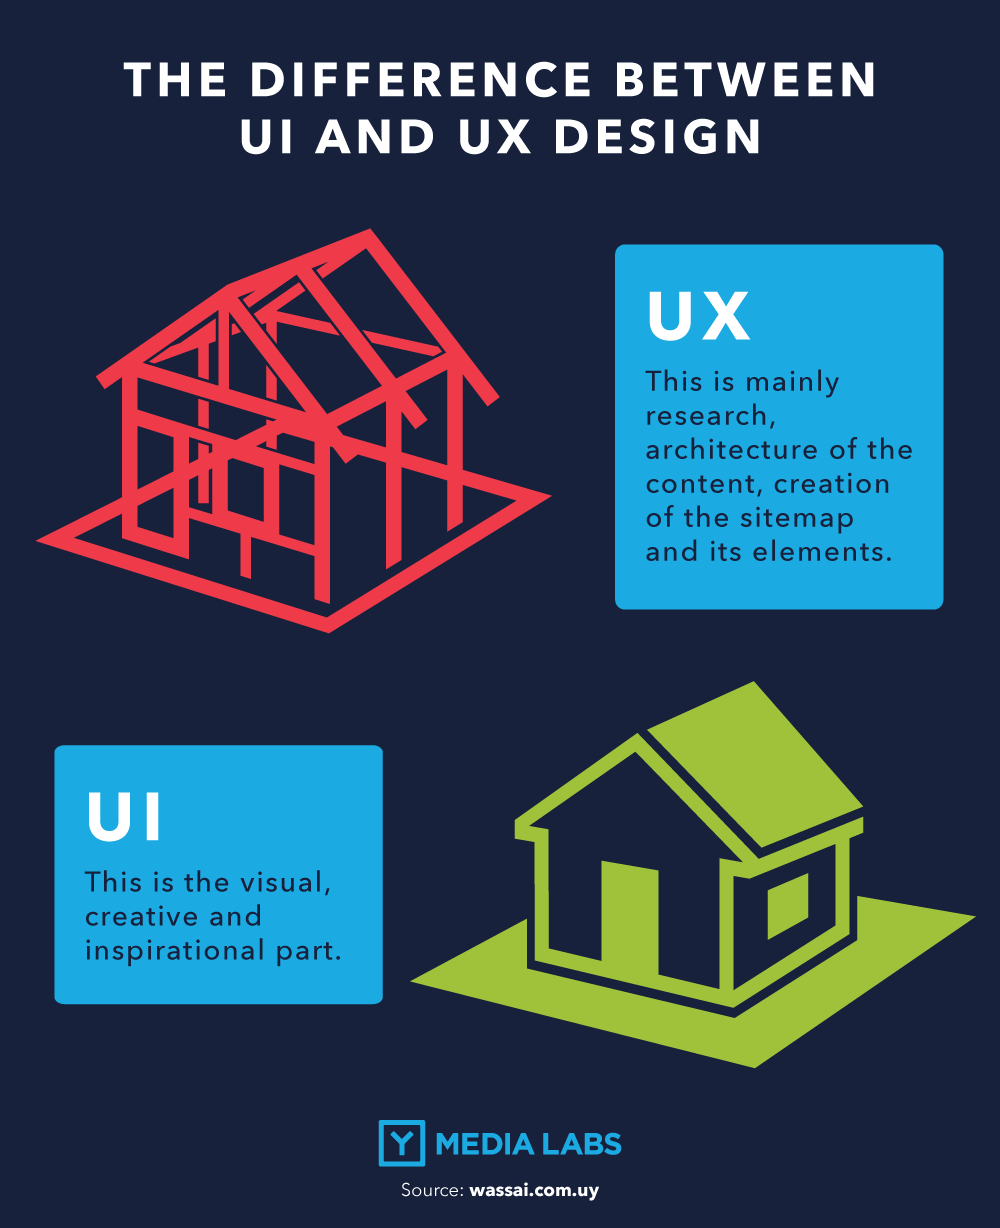 THE DIFFERENCE BETWEEN
UI AND UX DESIGN
UX
This is mainly
research,
architecture of the
content, creation
of the sitemap
and its elements.
UI
This is the visual,
creative and
inspirational part.
Y MEDIA LABS
Source: wassai.com.uy